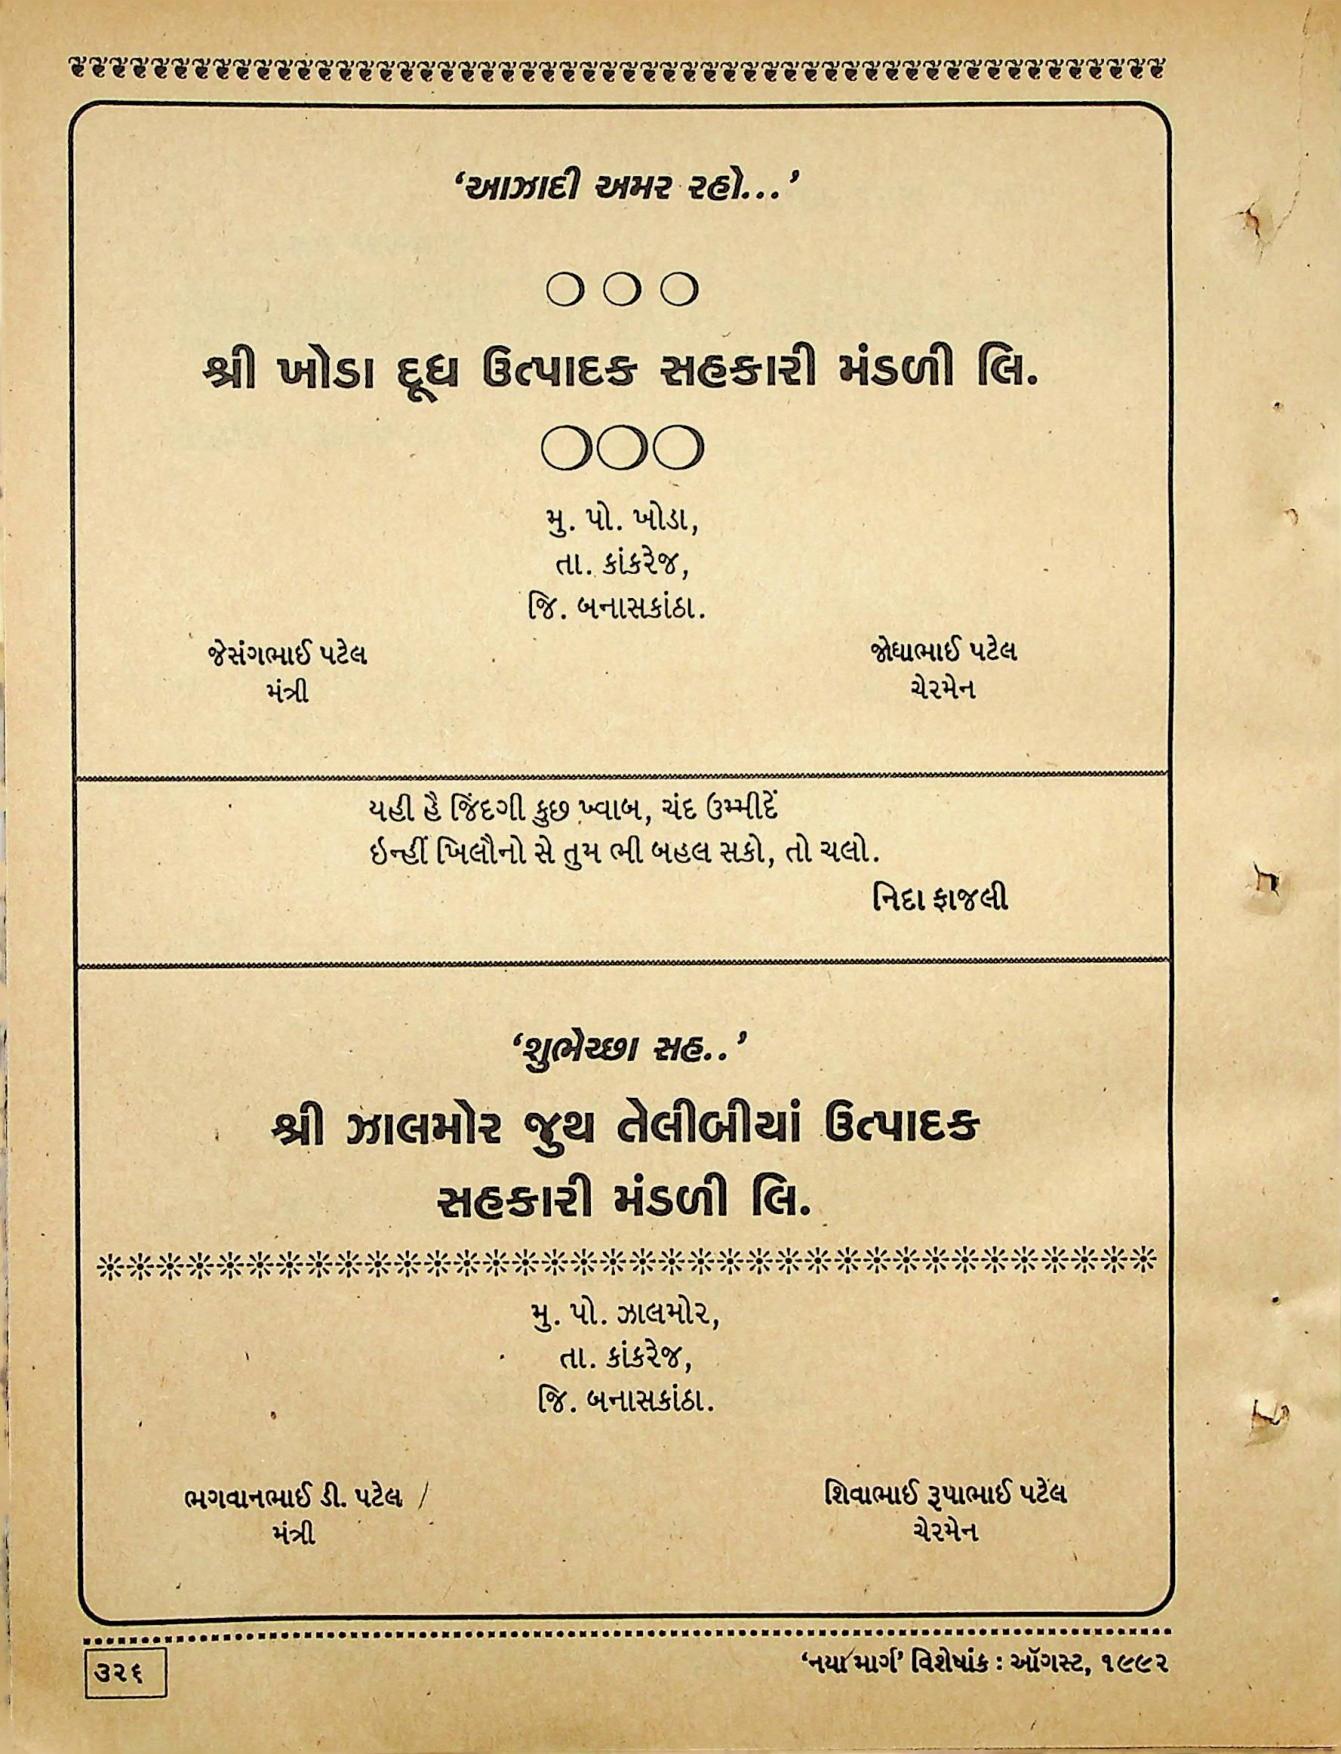 ‘આઝાદી અમર રહો...’
શ્રી ખોડા દૂધ ઉત્પાદક સહકારી મંડળી લિ.
મુ. પો. ખોડા,
તા. કાંકરેજ,
જિ. બનાસકાંઠા.
જેસંગભાઈ પટેલ
મંત્રી
જોધાભાઈ પટેલ
ચેરમેન
યહી હૈ જિંદગી કુછ ખ્વાબ, ચંદ ઉમ્મીદેં
ઇન્હીં ખિલૌનો સે તુમ ભી બહલ સકો, તો ચલો.
નિદા ફાજલી
‘શુભેચ્છા સહ..’
શ્રી ઝાલમોર જુથ તેલીબીયાં ઉત્પાદક
સહકારી મંડળી લિ.
મુ. પો. ઝાલમોર,
તા. કાંકરેજ,
જિ. બનાસકાંઠા.
ભગવાનભાઈ ડી. પટેલ
મંત્રી
શિવાભાઈ રૂપાભાઈ પટેલ
ચેરમેન
૩૨૬
‘નયા માર્ગ’ વિશેષાંક : ઑગસ્ટ, ૧૯૯૨